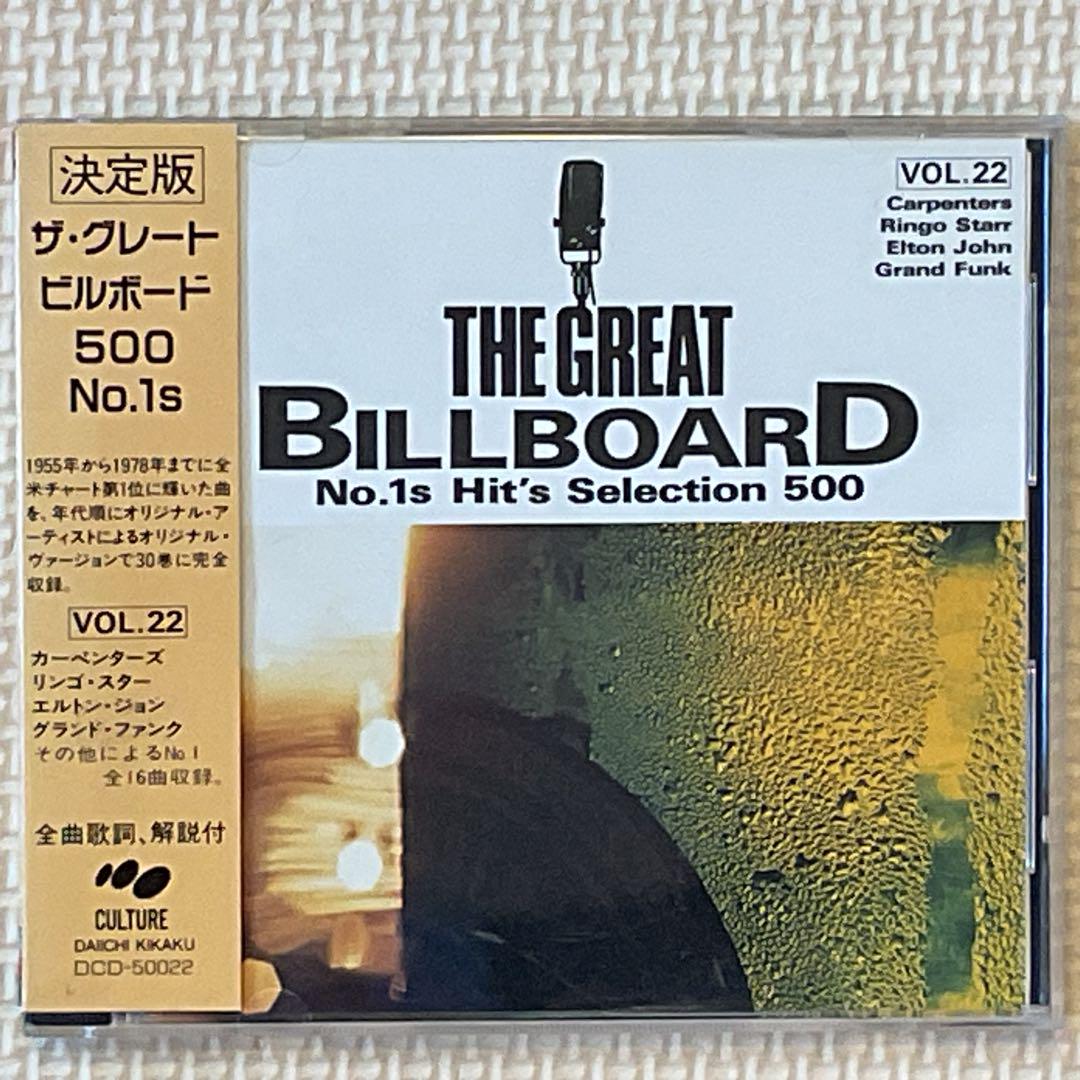 決定版
ザ・グレート
ビルボード
500
No.1s
1955年から1978年までに全
米チャート第1位に輝いた曲
を、年代順にオリジナル・ア
ーティストによるオリジナル・
ヴァージョンで30巻に完全
収録。
VOL.22
カーペンターズ
リンゴ・スター
エルトン・ジョン
グランド・ファンク
その他によるNo.1
全16曲収録。
全曲歌詞、解説付
CULTURE
DAIICHI KIKAKU
DCD-50022
VOL.22
Carpenters
Ringo Starr
Elton John
Grand Funk
THE GREAT
BILLBOARD
No.1s Hit's Selection 500